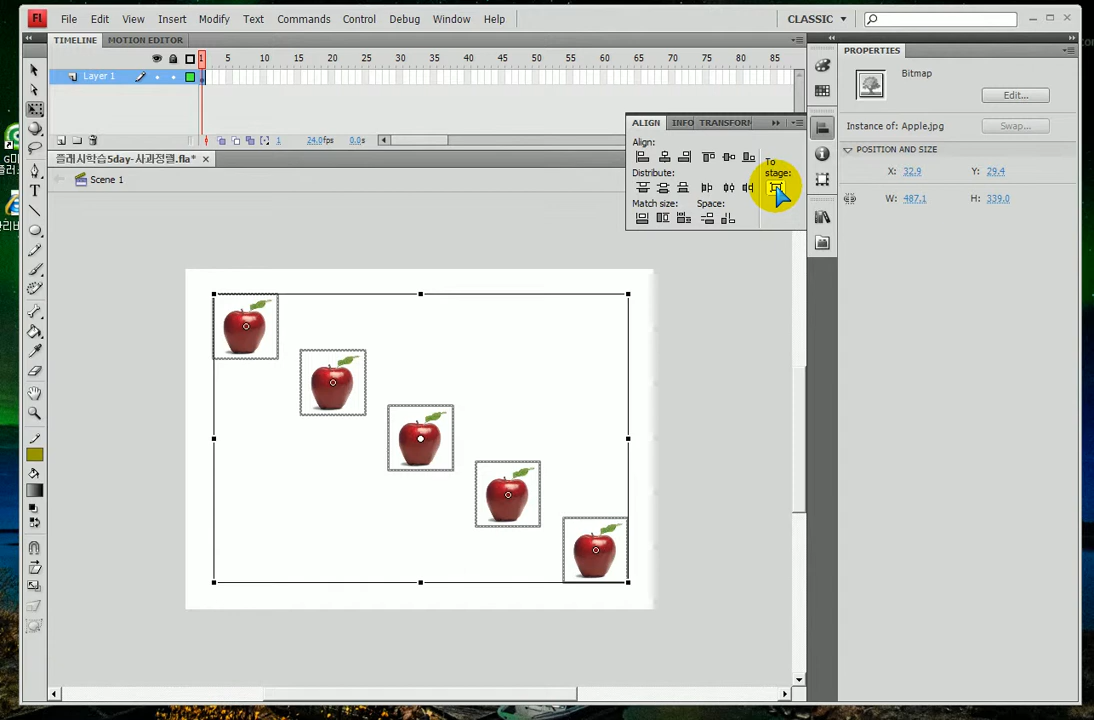 Fl File Edit View Insert Modify Text Commands Control Debug Window Help CLASSIC
TIMELINE MOTION EDITOR
1 5 10 15 20 25 30 35 40 45 50 55 60 65 70 75 80 85
Layer 1
1 24.0fps 0.0s
플래시학습5day-사과정렬.fla*
Scene 1
ALIGN INFO TRANSFORM
Align:
To
stage:
Distribute:
Match size: Space:
PROPERTIES
Bitmap
Edit...
Instance of: Apple.jpg
Swap...
POSITION AND SIZE
X: 32.9 Y: 29.4
W: 487.1 H: 339.0